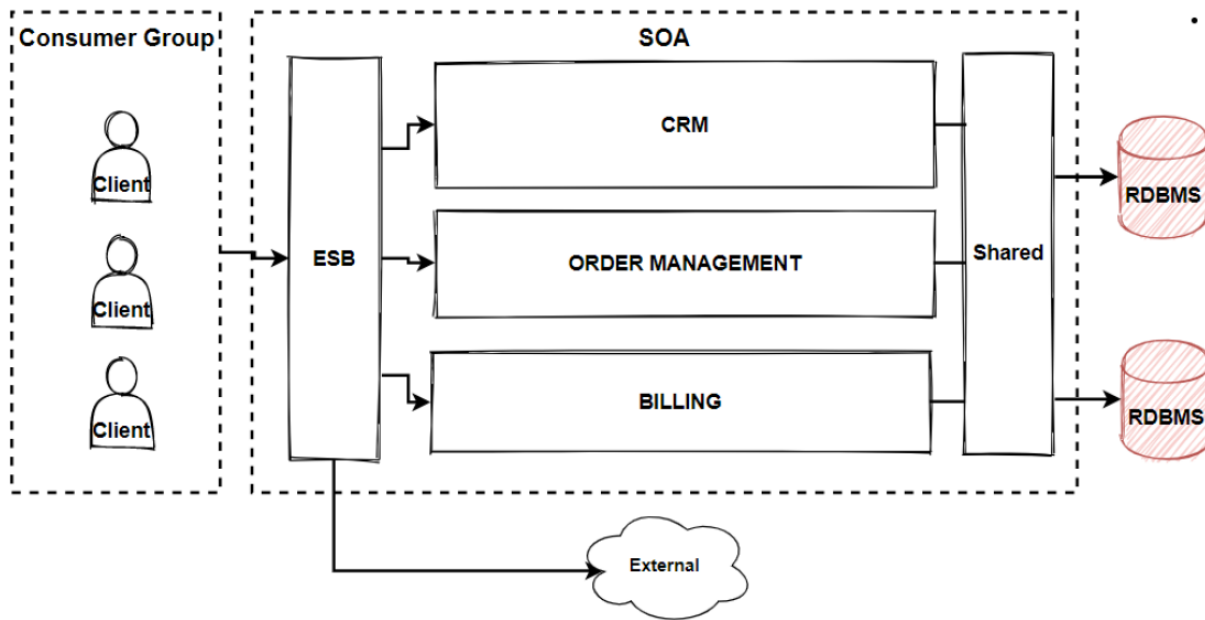 Consumer Group
SOA
Client
Client
Client
ESB
CRM
ORDER MANAGEMENT
BILLING
Shared
RDBMS
RDBMS
External